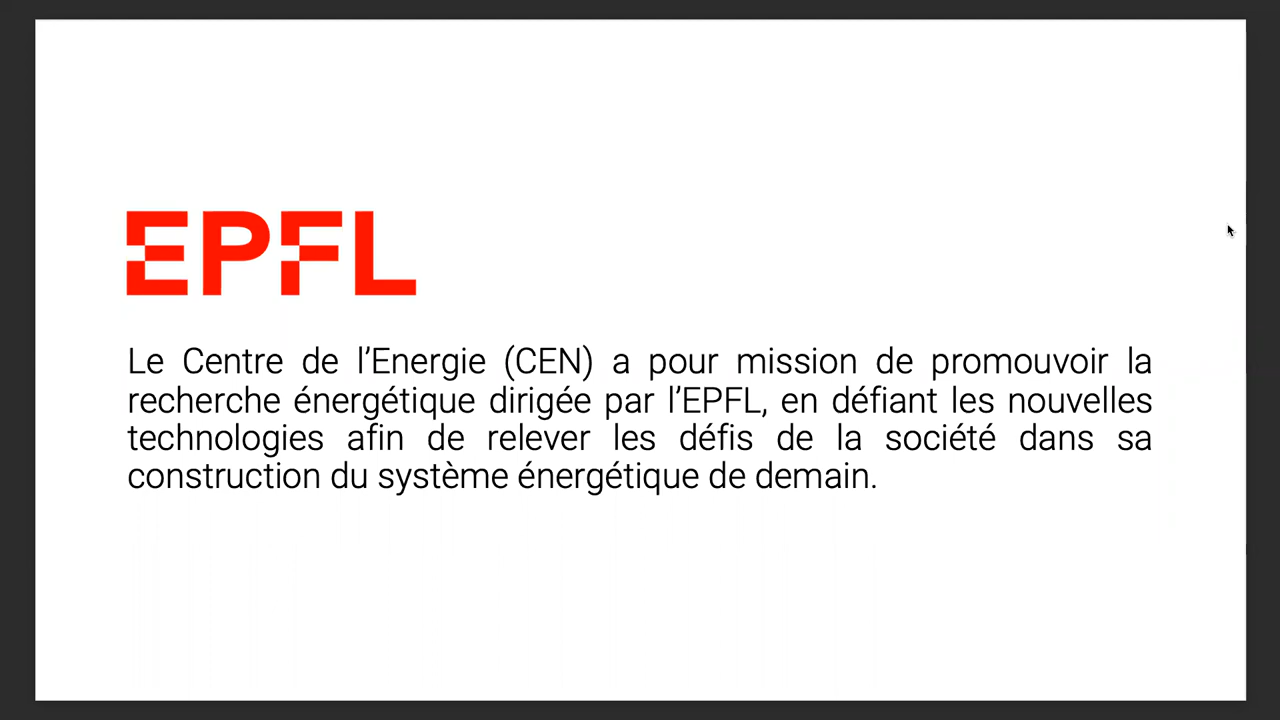 EPFL
Le Centre de l’Energie (CEN) a pour mission de promouvoir la
recherche énergétique dirigée par l’EPFL, en défiant les nouvelles
technologies afin de relever les défis de la société dans sa
construction du système énergétique de demain.